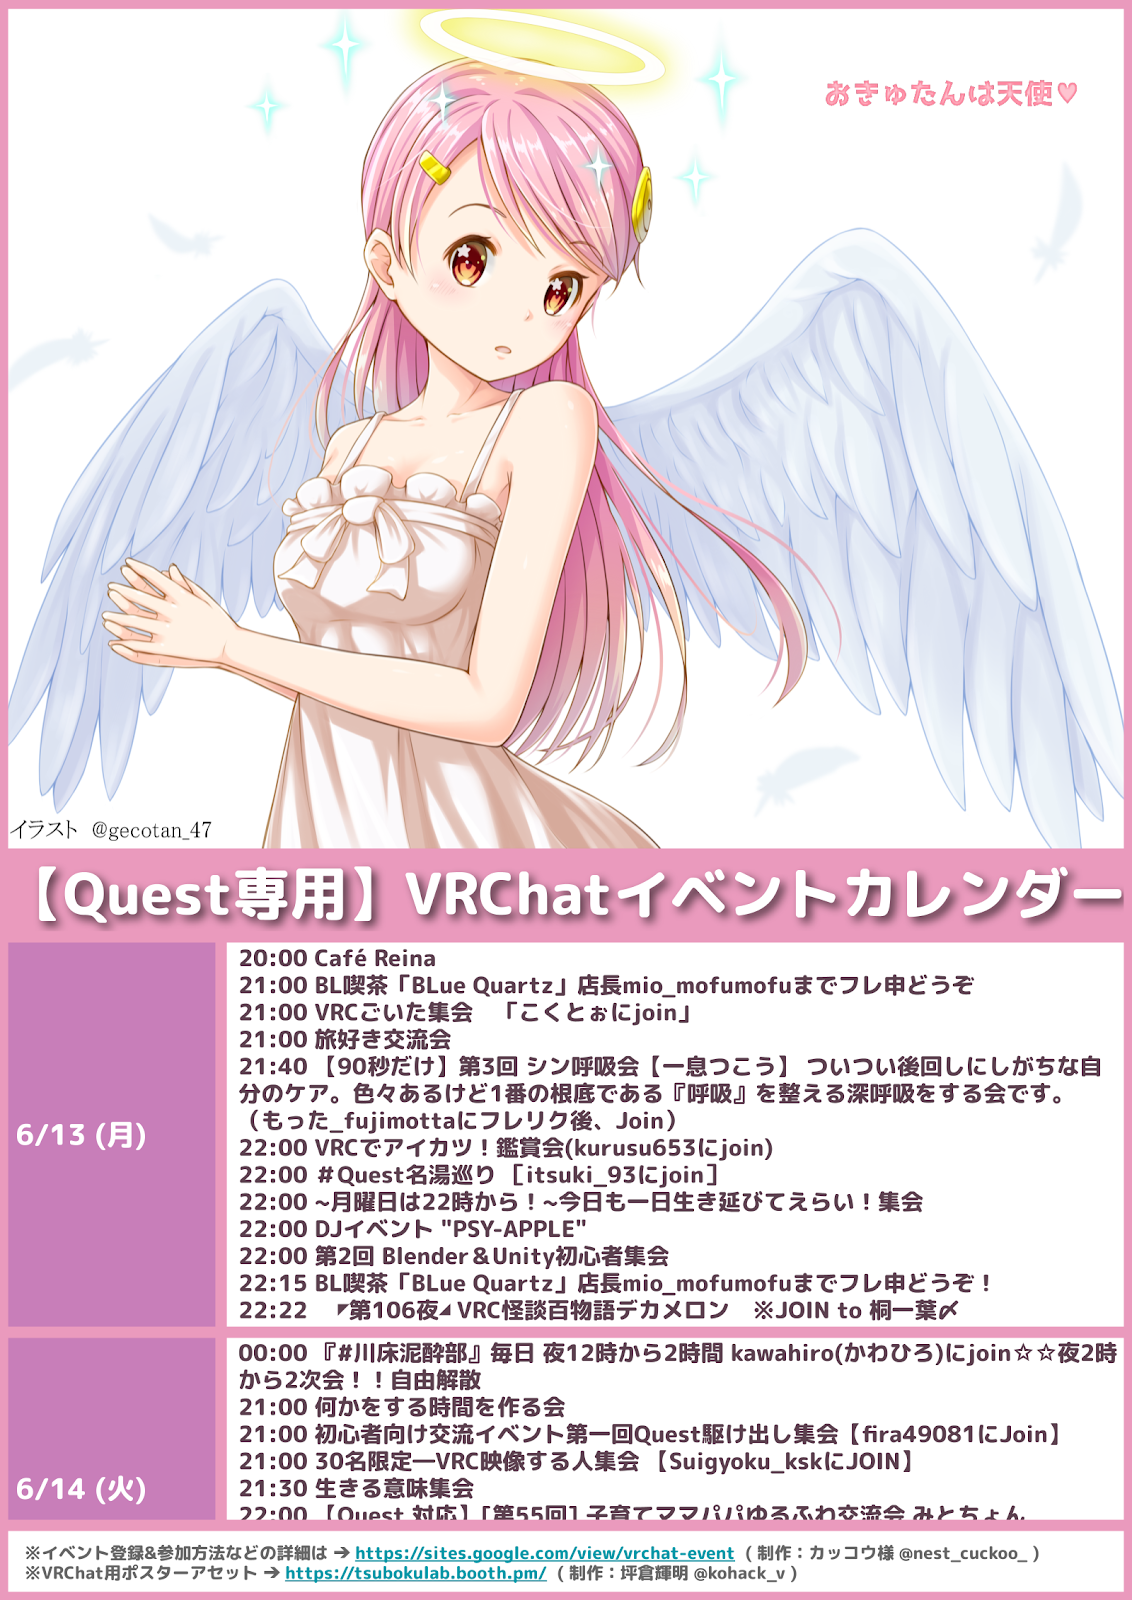 おきゅたんは天使♥
イラスト @gecotan_47
【Quest専用】VRChatイベントカレンダー
6/13 (月)
20:00 Café Reina
21:00 BL喫茶「BLue Quartz」店長mio_mofumofuまでフレ申どうぞ
21:00 VRCごいた集会　「こくとぉにjoin」
21:00 旅好き交流会
21:40 【90秒だけ】第3回 シン呼吸会【一息つこう】 ついつい後回しにしがちな自
分のケア。色々あるけど1番の根底である『呼吸』を整える深呼吸をする会です。
（もった_fujimottaにフレリク後、Join）
22:00 VRCでアイカツ！鑑賞会(kurusu653にjoin)
22:00 ＃Quest名湯巡り ［itsuki_93にjoin］
22:00 ~月曜日は22時から！~今日も一日生き延びてえらい！集会
22:00 DJイベント "PSY-APPLE"
22:00 第2回 Blender＆Unity初心者集会
22:15 BL喫茶「BLue Quartz」店長mio_mofumofuまでフレ申どうぞ！
22:22 　◤第106夜◢ VRC怪談百物語デカメロン　※JOIN to 桐一葉〆
6/14 (火)
00:00 『#川床泥酔部』毎日 夜12時から2時間 kawahiro(かわひろ)にjoin☆☆夜2時
から2次会！！自由解散
21:00 何かをする時間を作る会
21:00 初心者向け交流イベント第一回Quest駆け出し集会【fira49081にJoin】
21:00 30名限定―VRC映像する人集会 【Suigyoku_kskにJOIN】
21:30 生きる意味集会
22:00 【Quest 対応】[第55回] 子育てママパパゆるふわ交流会 みとちょん
※イベント登録&参加方法などの詳細は → https://sites.google.com/view/vrchat-event ( 制作：カッコウ様 @nest_cuckoo_ )
※VRChat用ポスターアセット → https://tsubokulab.booth.pm/ ( 制作：坪倉輝明 @kohack_v )